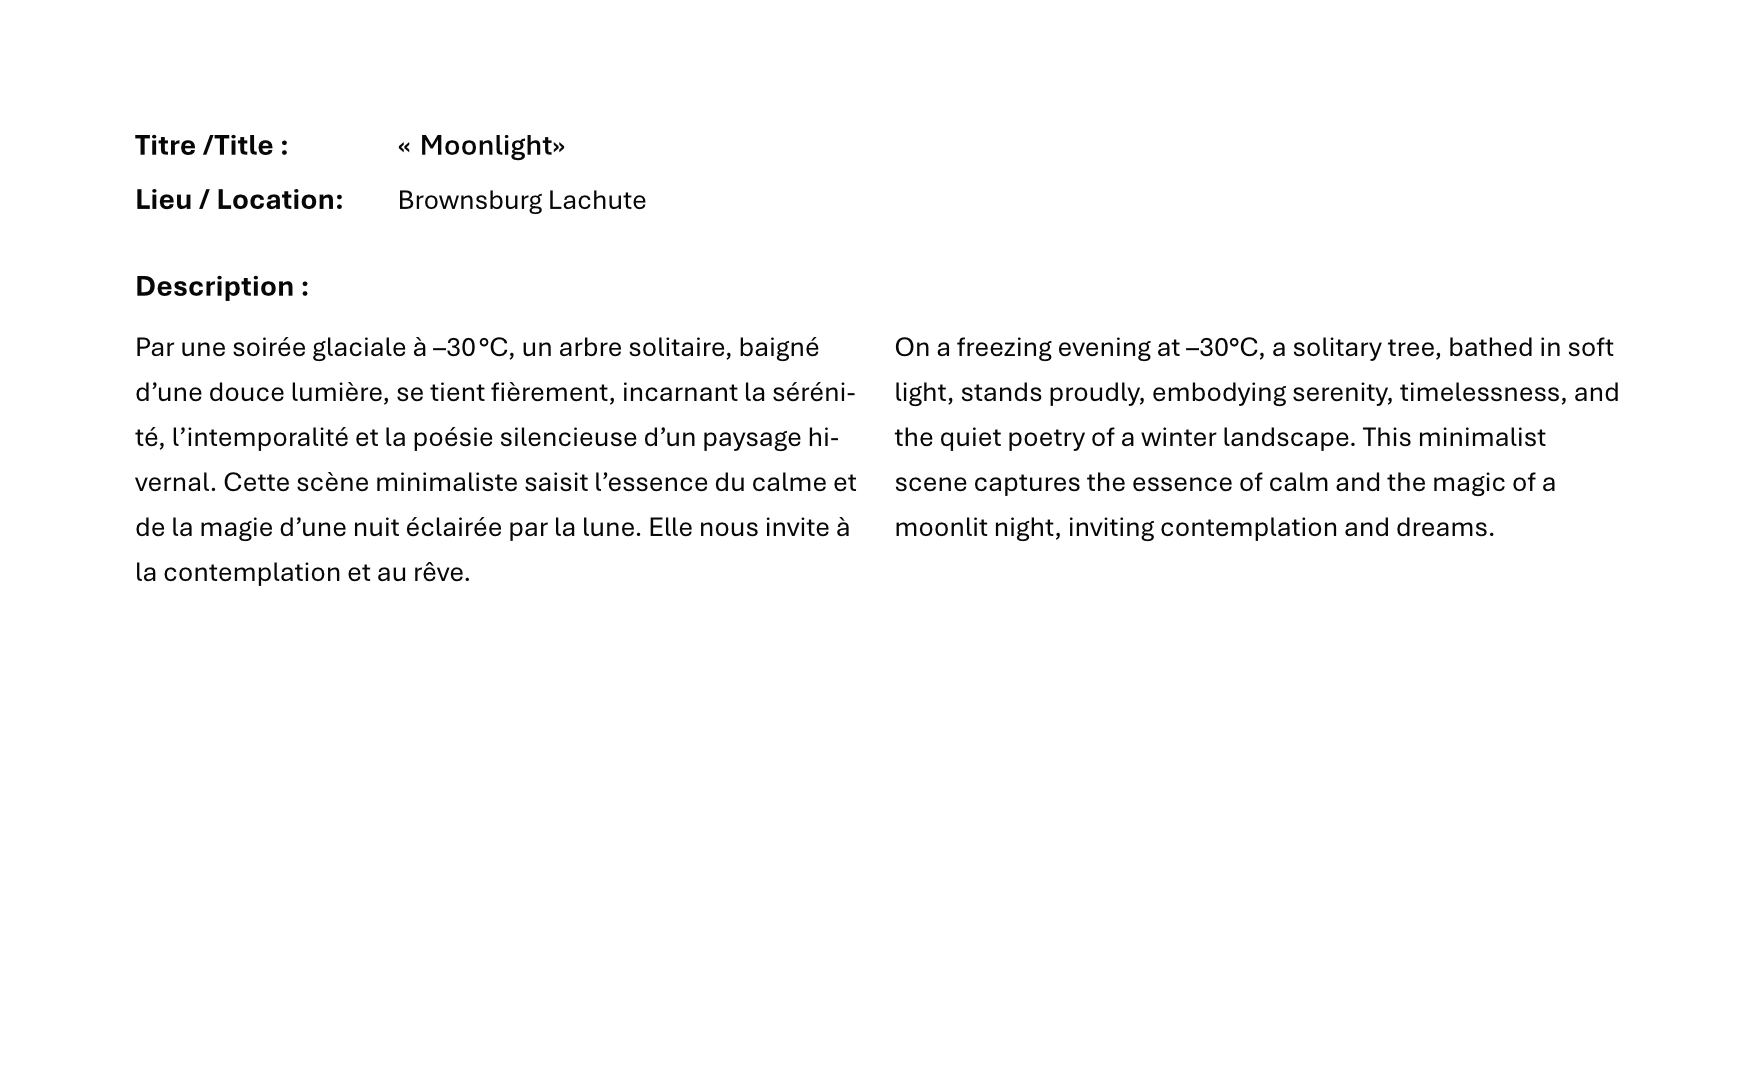 Titre /Title : « Moonlight»
Lieu / Location: Brownsburg Lachute
Description :
Par une soirée glaciale à –30 °C, un arbre solitaire, baigné
d’une douce lumière, se tient fièrement, incarnant la séréni-
té, l’intemporalité et la poésie silencieuse d’un paysage hi-
vernal. Cette scène minimaliste saisit l’essence du calme et
de la magie d’une nuit éclairée par la lune. Elle nous invite à
la contemplation et au rêve.
On a freezing evening at –30°C, a solitary tree, bathed in soft
light, stands proudly, embodying serenity, timelessness, and
the quiet poetry of a winter landscape. This minimalist
scene captures the essence of calm and the magic of a
moonlit night, inviting contemplation and dreams.